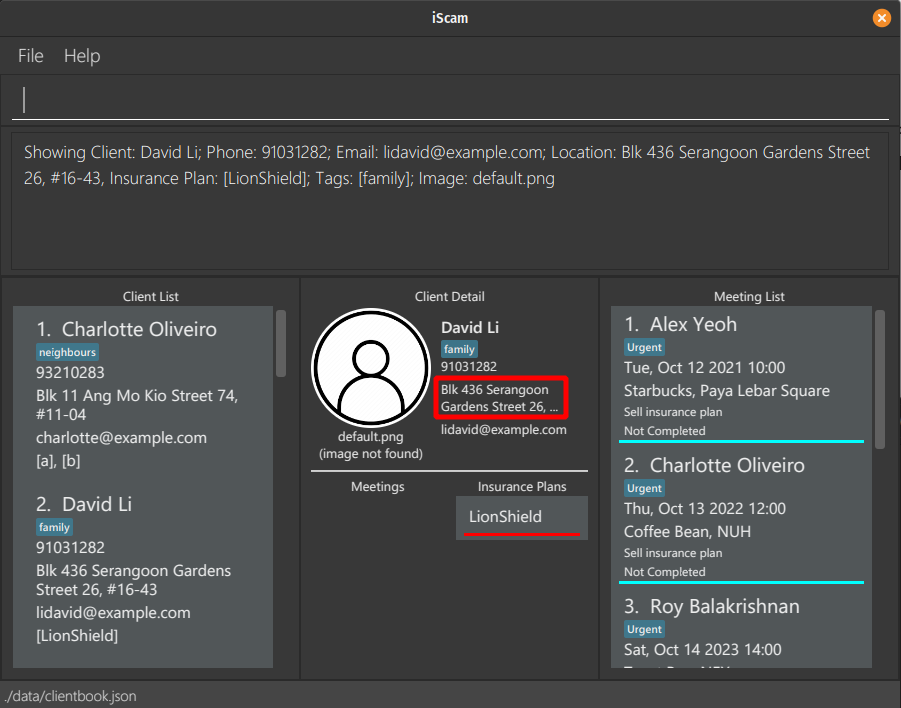 iScam
File Help
Showing Client: David Li; Phone: 91031282; Email: lidavid@example.com; Location: Blk 436 Serangoon Gardens Street
26, #16-43, Insurance Plan: [LionShield]; Tags: [family]; Image: default.png
Client List
1. Charlotte Oliveiro
neighbours
93210283
Blk 11 Ang Mo Kio Street 74,
#11-04
charlotte@example.com
[a], [b]
2. David Li
family
91031282
Blk 436 Serangoon Gardens
Street 26, #16-43
lidavid@example.com
[LionShield]
Client Detail
default.png
(image not found)
David Li
family
91031282
Blk 436 Serangoon
Gardens Street 26, ...
lidavid@example.com
Meetings
Insurance Plans
LionShield
Meeting List
1. Alex Yeoh
Urgent
Tue, Oct 12 2021 10:00
Starbucks, Paya Lebar Square
Sell insurance plan
Not Completed
2. Charlotte Oliveiro
Urgent
Thu, Oct 13 2022 12:00
Coffee Bean, NUH
Sell insurance plan
Not Completed
3. Roy Balakrishnan
Urgent
Sat, Oct 14 2023 14:00
./data/clientbook.json